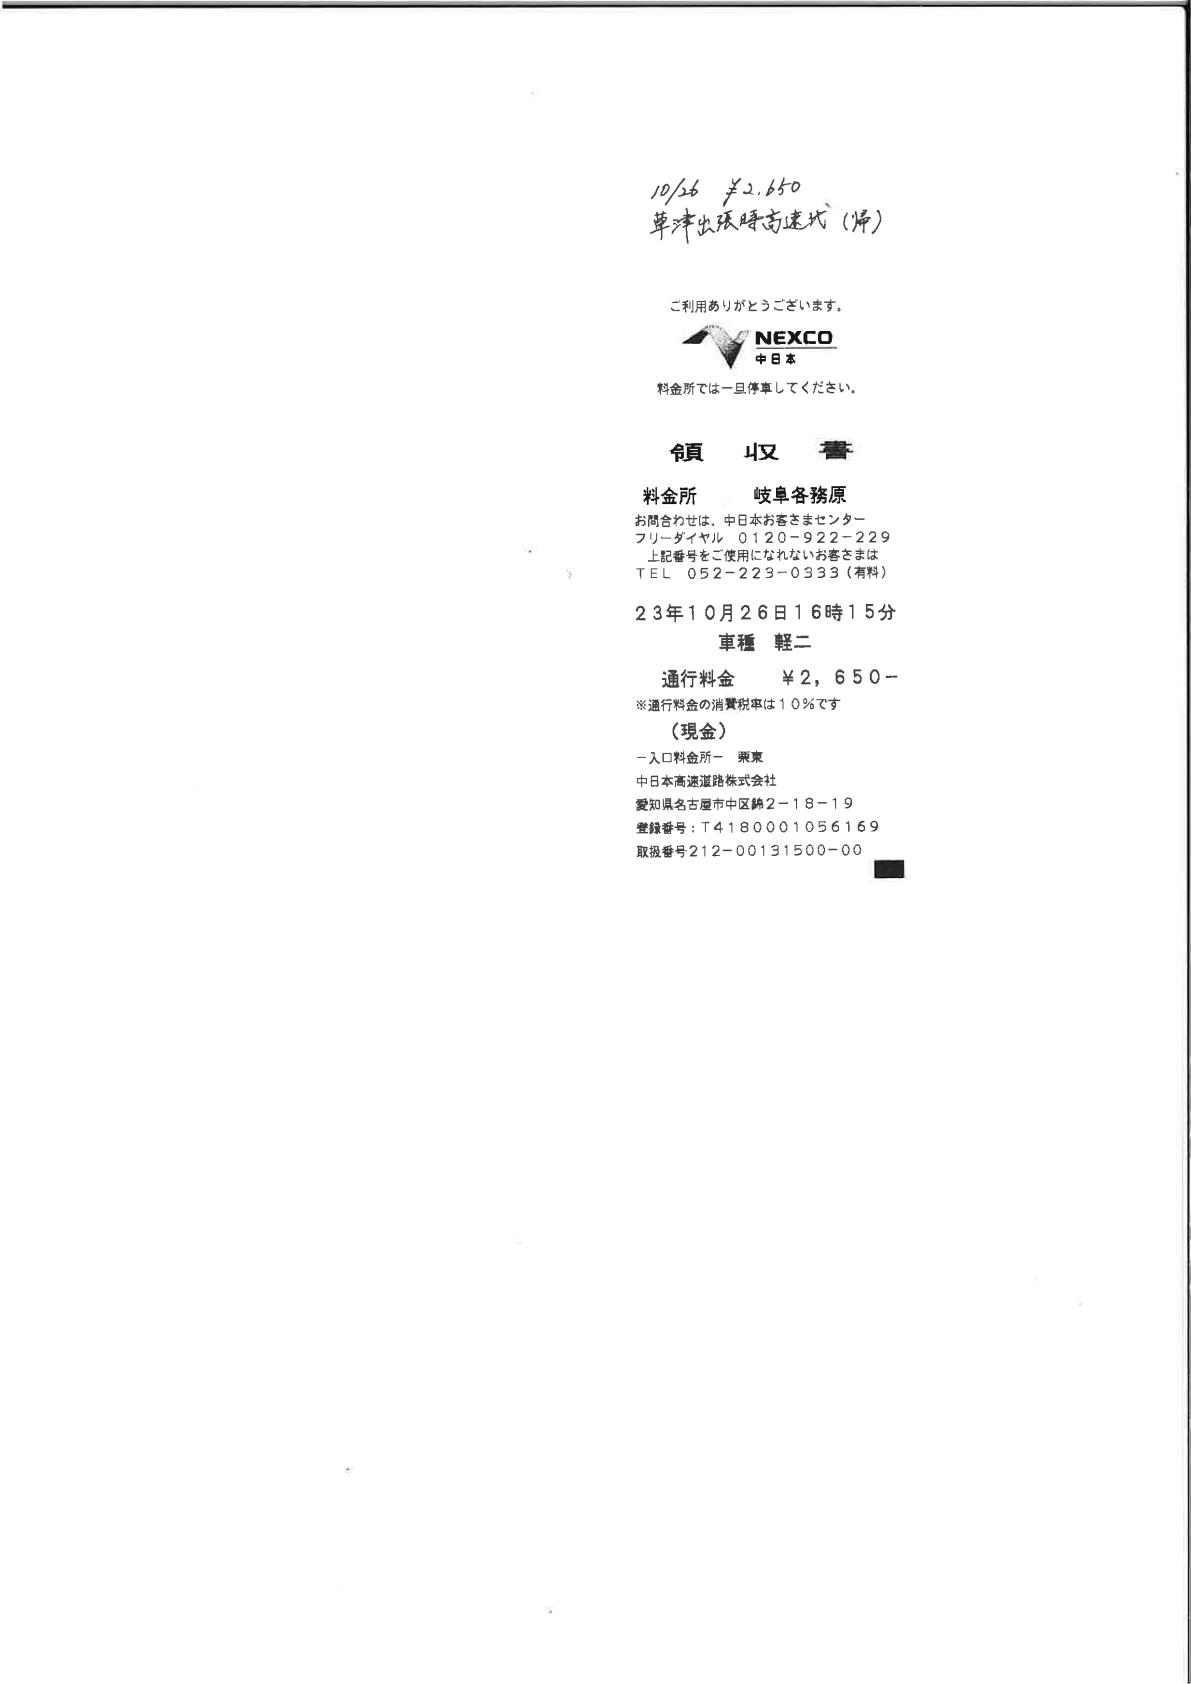 10/26 ¥2,650
草津出張時高速代（帰）
ご利用ありがとうございます。
NEXCO
中日本
料金所では一旦停車してください。
領 収 書
料金所 岐阜各務原
お問合わせは、中日本お客さまセンター
フリーダイヤル 0120-922-229
上記番号をご使用になれないお客さまは
TEL 052-223-0333（有料）
23年10月26日16時15分
車種 軽二
通行料金 ¥2,650-
※通行料金の消費税率は10%です
（現金）
-入口料金所- 栗東
中日本高速道路株式会社
愛知県名古屋市中区錦2-18-19
登録番号:T4180001056169
取扱番号212-00131500-00